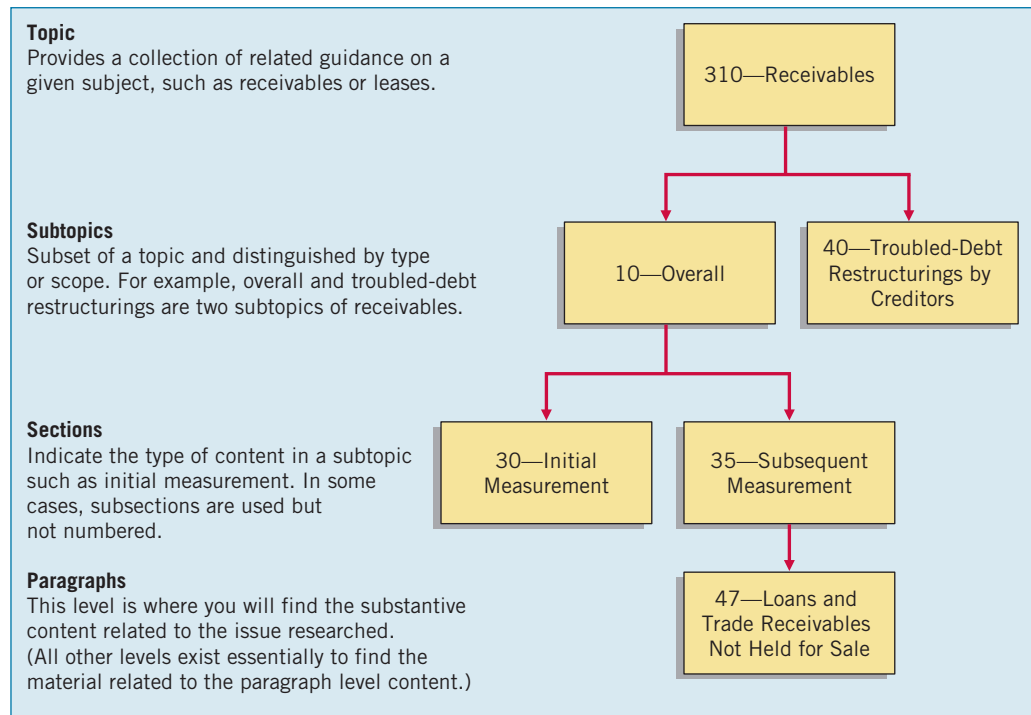 Topic
Provides a collection of related guidance on a
given subject, such as receivables or leases.
310—Receivables
Subtopics
Subset of a topic and distinguished by type
or scope. For example, overall and troubled-debt
restructurings are two subtopics of receivables.
10—Overall
40—Troubled-Debt
Restructurings by
Creditors
Sections
Indicate the type of content in a subtopic
such as initial measurement. In some
cases, subsections are used but
not numbered.
30—Initial
Measurement
35—Subsequent
Measurement
Paragraphs
This level is where you will find the substantive
content related to the issue researched.
(All other levels exist essentially to find the
material related to the paragraph level content.)
47—Loans and
Trade Receivables
Not Held for Sale